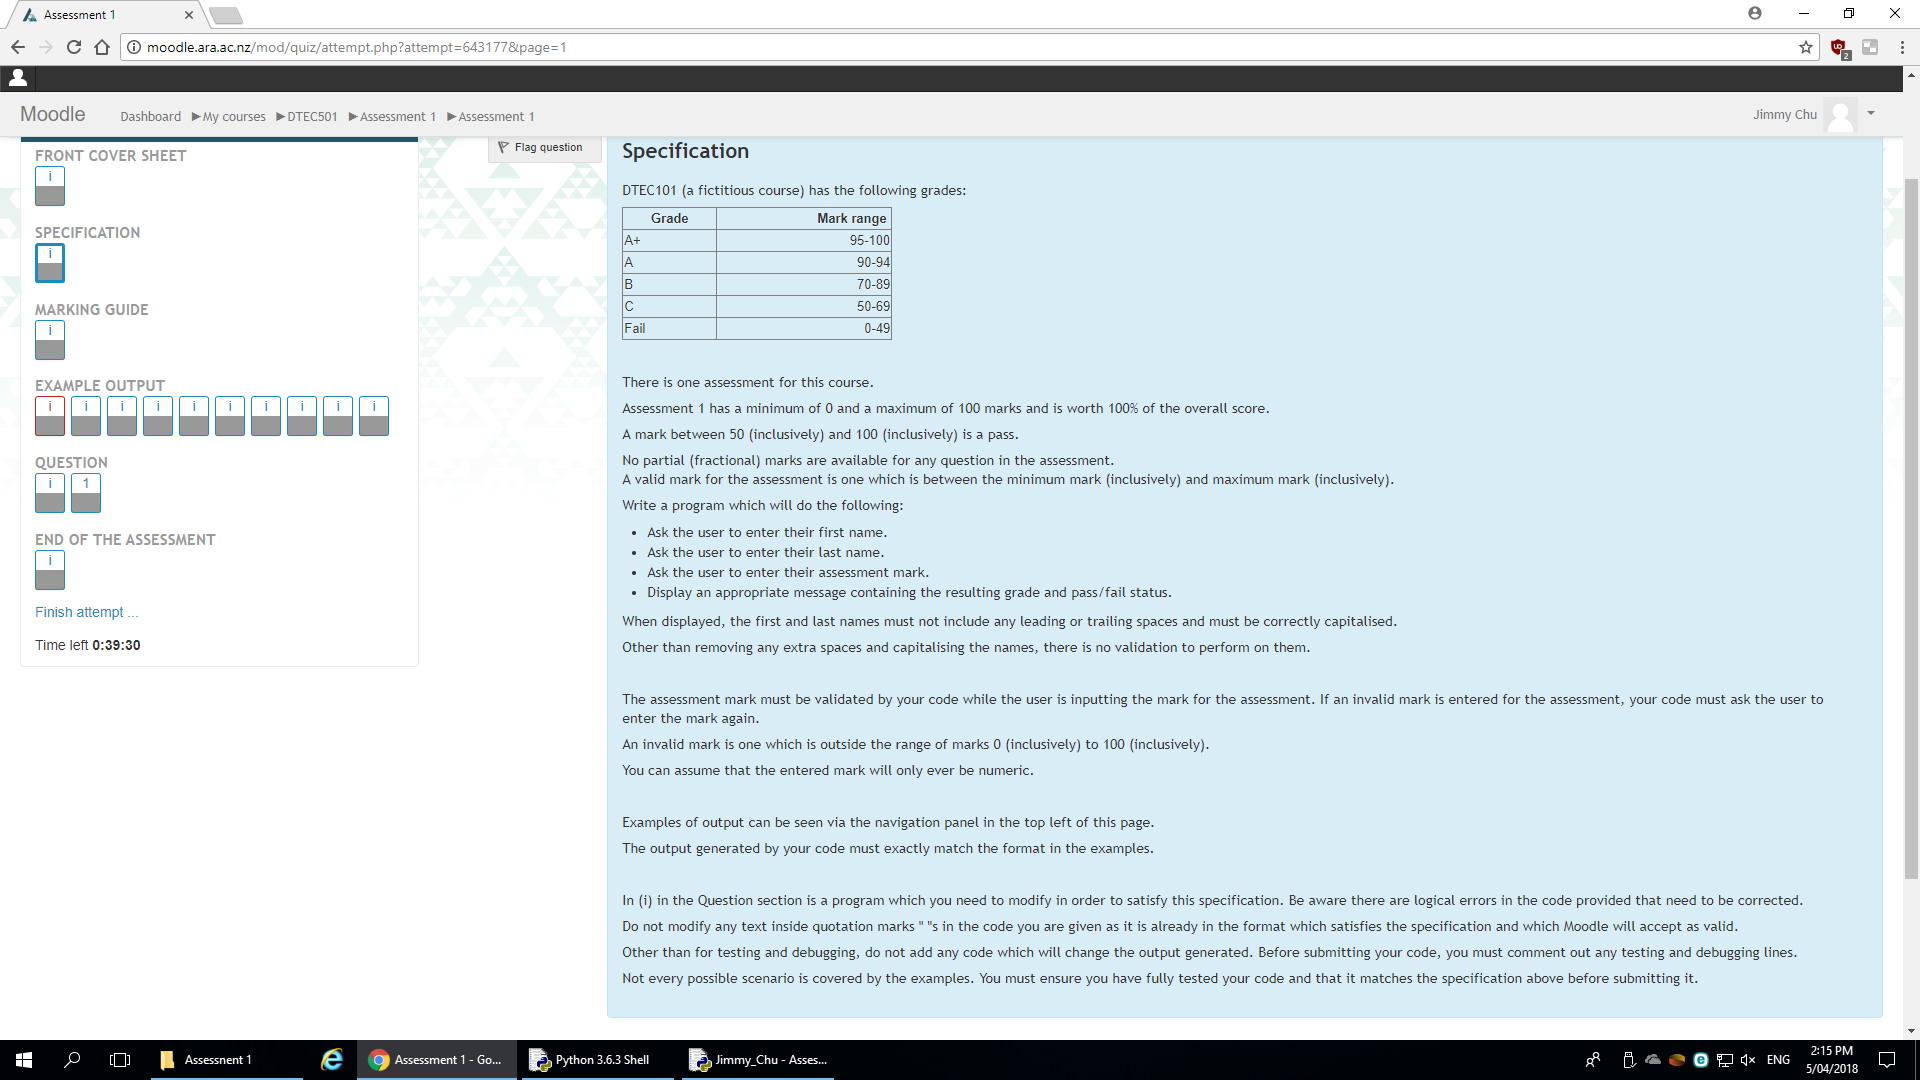 Assessment 1
moodle.ara.ac.nz/mod/quiz/attempt.php?attempt=643177&page=1
2
Moodle
Dashboard ▶My courses ▶DTEC501 ▶Assessment 1 ▶Assessment 1
Jimmy Chu
FRONT COVER SHEET
i
SPECIFICATION
i
MARKING GUIDE
i
EXAMPLE OUTPUT
i i i i i i i i i i
QUESTION
i 1
END OF THE ASSESSMENT
i
Finish attempt ...
Time left 0:39:30
Flag question
Specification
DTEC101 (a fictitious course) has the following grades:
Grade Mark range
A+ 95-100
A 90-94
B 70-89
C 50-69
Fail 0-49
There is one assessment for this course.
Assessment 1 has a minimum of 0 and a maximum of 100 marks and is worth 100% of the overall score.
A mark between 50 (inclusively) and 100 (inclusively) is a pass.
No partial (fractional) marks are available for any question in the assessment.
A valid mark for the assessment is one which is between the minimum mark (inclusively) and maximum mark (inclusively).
Write a program which will do the following:
• Ask the user to enter their first name.
• Ask the user to enter their last name.
• Ask the user to enter their assessment mark.
• Display an appropriate message containing the resulting grade and pass/fail status.
When displayed, the first and last names must not include any leading or trailing spaces and must be correctly capitalised.
Other than removing any extra spaces and capitalising the names, there is no validation to perform on them.
The assessment mark must be validated by your code while the user is inputting the mark for the assessment. If an invalid mark is entered for the assessment, your code must ask the user to
enter the mark again.
An invalid mark is one which is outside the range of marks 0 (inclusively) to 100 (inclusively).
You can assume that the entered mark will only ever be numeric.
Examples of output can be seen via the navigation panel in the top left of this page.
The output generated by your code must exactly match the format in the examples.
In (i) in the Question section is a program which you need to modify in order to satisfy this specification. Be aware there are logical errors in the code provided that need to be corrected.
Do not modify any text inside quotation marks " "s in the code you are given as it is already in the format which satisfies the specification and which Moodle will accept as valid.
Other than for testing and debugging, do not add any code which will change the output generated. Before submitting your code, you must comment out any testing and debugging lines.
Not every possible scenario is covered by the examples. You must ensure you have fully tested your code and that it matches the specification above before submitting it.
Assessnent 1
Assessment 1 - Go...
Python 3.6.3 Shell
Jimmy_Chu - Asses...
ENG
2:15 PM
5/04/2018